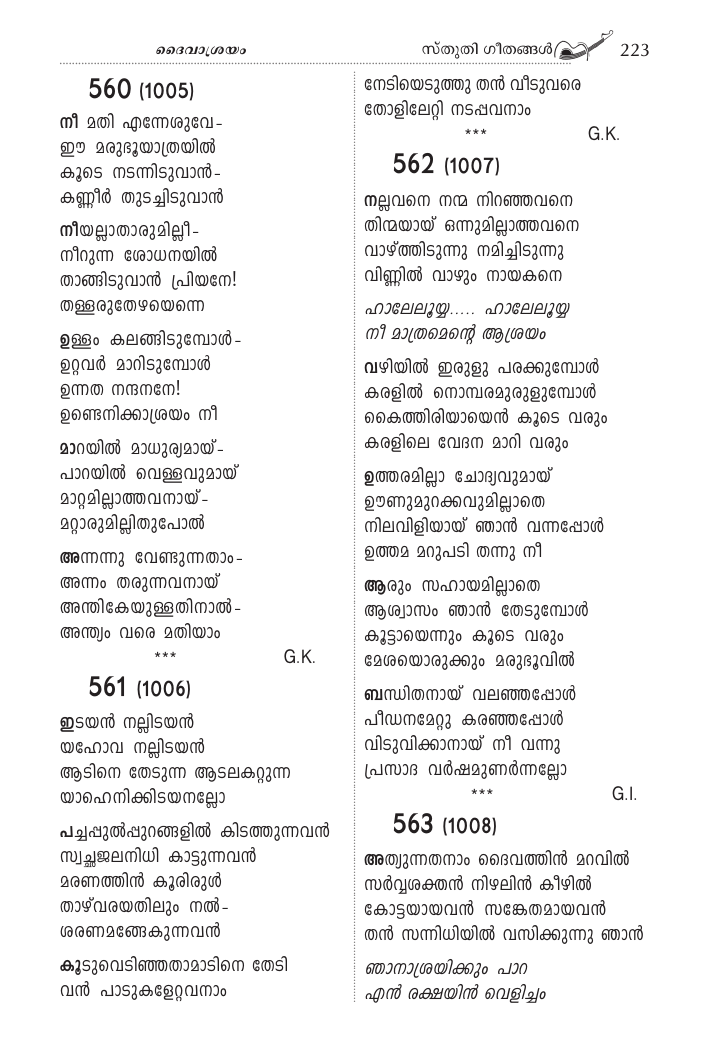 ദൈവാശ്രയം
സ്തുതി ഗീതങ്ങൾ 223
560 (1005)
നീ മതി എന്നേശുവേ-
ഈ മരുഭൂയാത്രയിൽ
കൂടെ നടന്നിടുവാൻ-
കണ്ണീർ തുടച്ചിടുവാൻ
നീയല്ലാതാരുമില്ലീ-
നീറുന്ന ശോധനയിൽ
താങ്ങിടുവാൻ പ്രിയനേ!
തള്ളരുതേഴയെന്നെ
ഉള്ളം കലങ്ങിടുമ്പോൾ-
ഉറ്റവർ മാറിടുമ്പോൾ
ഉന്നത നന്ദനനേ!
ഉണ്ടെനിക്കാശ്രയം നീ
മാറയിൽ മാധുര്യമായ്-
പാറയിൽ വെള്ളവുമായ്
മാറ്റമില്ലാത്തവനായ്-
മറ്റാരുമില്ലിതുപോൽ
അന്നന്നു വേണ്ടുന്നതാം-
അന്നം തരുന്നവനായ്
അന്തികേയുള്ളതിനാൽ-
അന്ത്യം വരെ മതിയാം
*** G.K.
561 (1006)
ഇടയൻ നല്ലിടയൻ
യഹോവ നല്ലിടയൻ
ആടിനെ തേടുന്ന ആടലകറ്റുന്ന
യാഹെനിക്കിടയനല്ലോ
പച്ചപ്പുൽപ്പുറങ്ങളിൽ കിടത്തുന്നവൻ
സ്വച്ഛജലനിധി കാട്ടുന്നവൻ
മരണത്തിൻ കൂരിരുൾ
താഴ്‌വരയതിലും നൽ-
ശരണമങ്ങേകുന്നവൻ
കൂടുവെടിഞ്ഞതാമാടിനെ തേടി
വൻ പാടുകളേറ്റവനാം
നേടിയെടുത്തു തൻ വീടുവരെ
തോളിലേറ്റി നടപ്പവനാം
*** G.K.
562 (1007)
നല്ലവനെ നന്മ നിറഞ്ഞവനെ
തിന്മയായ് ഒന്നുമില്ലാത്തവനെ
വാഴ്ത്തിടുന്നു നമിച്ചിടുന്നു
വിണ്ണിൽ വാഴും നായകനെ
ഹാലേലൂയ്യ..... ഹാലേലൂയ്യ
നീ മാത്രമെന്റെ ആശ്രയം
വഴിയിൽ ഇരുളു പരക്കുമ്പോൾ
കരളിൽ നൊമ്പരമുരുളുമ്പോൾ
കൈത്തിരിയായെൻ കൂടെ വരും
കരളിലെ വേദന മാറി വരും
ഉത്തരമില്ലാ ചോദ്യവുമായ്
ഊണുമുറക്കവുമില്ലാതെ
നിലവിളിയായ് ഞാൻ വന്നപ്പോൾ
ഉത്തമ മറുപടി തന്നു നീ
ആരും സഹായമില്ലാതെ
ആശ്വാസം ഞാൻ തേടുമ്പോൾ
കൂട്ടായെന്നും കൂടെ വരും
മേശയൊരുക്കും മരുഭൂവിൽ
ബന്ധിതനായ് വലഞ്ഞപ്പോൾ
പീഡനമേറ്റു കരഞ്ഞപ്പോൾ
വിടുവിക്കാനായ് നീ വന്നു
പ്രസാദ വർഷമുണർന്നല്ലോ
*** G.I.
563 (1008)
അത്യുന്നതനാം ദൈവത്തിൻ മറവിൽ
സർവ്വശക്തൻ നിഴലിൻ കീഴിൽ
കോട്ടയായവൻ സങ്കേതമായവൻ
തൻ സന്നിധിയിൽ വസിക്കുന്നു ഞാൻ
ഞാനാശ്രയിക്കും പാറ
എൻ രക്ഷയിൻ വെളിച്ചം